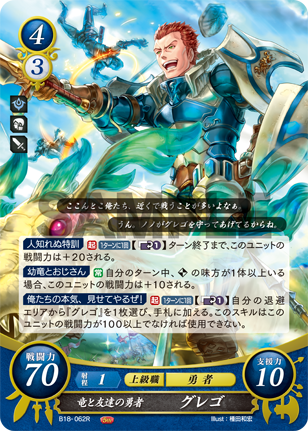 4
3
ここんとこ俺たち、近くで戦うことが多いよなぁ。
うん。ノノがグレゴを守ってあげてるからね。
人知れぬ特訓 起 1ターンに1回 【1】ターン終了まで、このユニットの
戦闘力は+20される。
幼竜とおじさん 常 自分のターン中、の味方が1体以上いる
場合、このユニットの戦闘力は+10される。
俺たちの本気、見せてやるぜ! 起 1ターンに1回 【1】自分の退避
エリアから『グレゴ』を1枚選び、手札に加える。このスキルはこの
ユニットの戦闘力が100以上でなければ使用できない。
戦闘力
70
射程 1 上級職 勇者
支援力
10
B18-062R
竜と友達の勇者 グレゴ
Illust:種田和宏